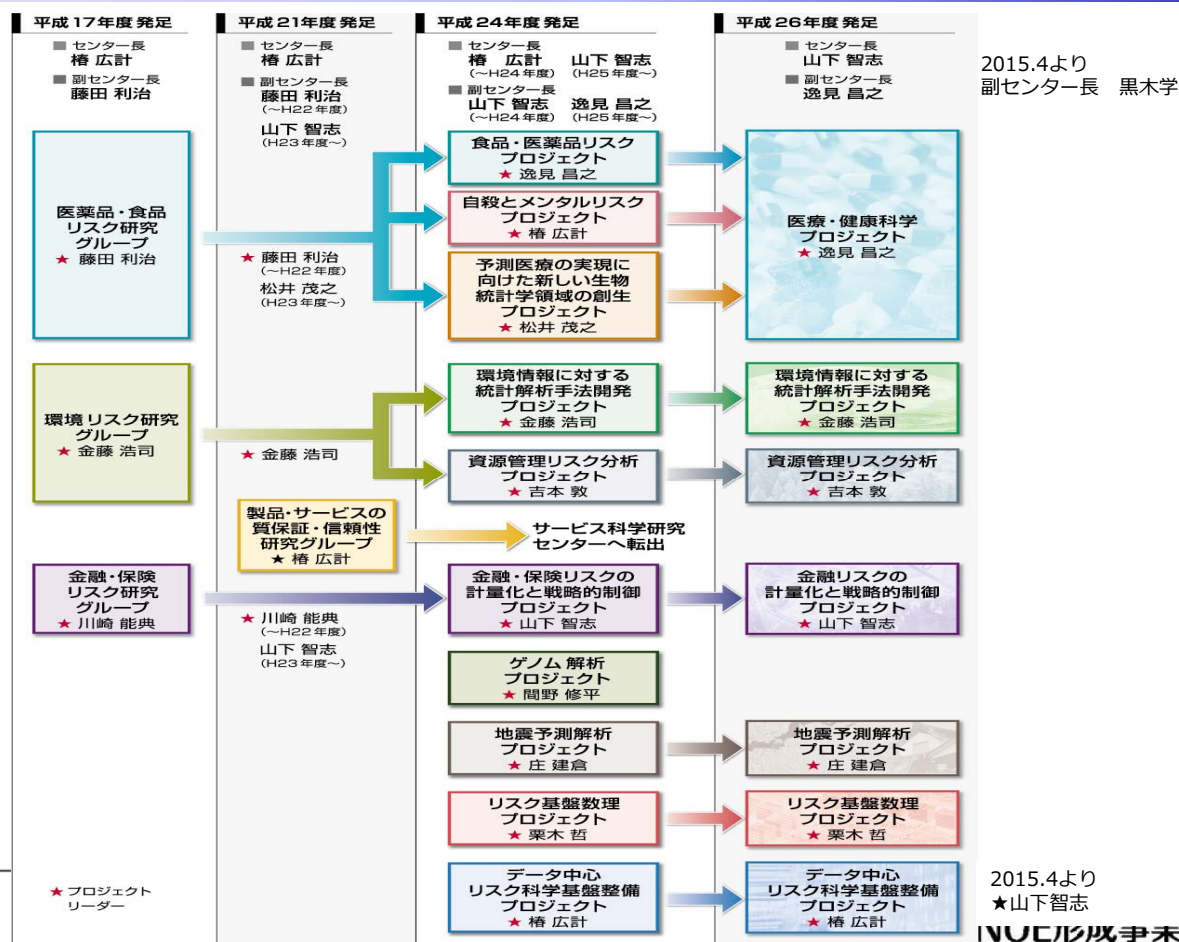 平成17年度 発足
■ センター長
椿 広計
■ 副センター長
藤田 利治
医薬品・食品
リスク研究
グループ
★ 藤田 利治
環境リスク研究
グループ
★ 金藤 浩司
金融・保険
リスク研究
グループ
★ 川崎 能典
★ プロジェクト
リーダー
平成21年度 発足
■ センター長
椿 広計
■ 副センター長
藤田 利治
(～H22年度)
山下 智志
(H23年度～)
★ 藤田 利治
(～H22年度)
松井 茂之
(H23年度～)
★ 金藤 浩司
製品・サービスの
質保証・信頼性
研究グループ
★ 椿 広計
★ 川崎 能典
(～H22年度)
山下 智志
(H23年度～)
平成24年度 発足
■ センター長
椿 広計 山下 智志
(～H24年度) (H25年度～)
■ 副センター長
山下 智志 逸見 昌之
(～H24年度) (H25年度～)
食品・医薬品リスク
プロジェクト
★ 逸見 昌之
自殺とメンタルリスク
プロジェクト
★ 椿 広計
予測医療の実現に
向けた新しい生物
統計学領域の創生
プロジェクト
★ 松井 茂之
環境情報に対する
統計解析手法開発
プロジェクト
★ 金藤 浩司
資源管理リスク分析
プロジェクト
★ 吉本 敦
サービス科学研究
センターへ転出
金融・保険リスクの
計量化と戦略的制御
プロジェクト
★ 山下 智志
ゲノム 解析
プロジェクト
★ 間野 修平
地震予測解析
プロジェクト
★ 庄 建倉
リスク基盤数理
プロジェクト
★ 栗木 哲
データ中心
リスク科学基盤整備
プロジェクト
★ 椿 広計
平成26年度 発足
■ センター長
山下 智志
■ 副センター長
逸見 昌之
医療・健康科学
プロジェクト
★ 逸見 昌之
環境情報に対する
統計解析手法開発
プロジェクト
★ 金藤 浩司
資源管理リスク分析
プロジェクト
★ 吉本 敦
金融リスクの
計量化と戦略的制御
プロジェクト
★ 山下 智志
地震予測解析
プロジェクト
★ 庄 建倉
リスク基盤数理
プロジェクト
★ 栗木 哲
データ中心
リスク科学基盤整備
プロジェクト
★ 椿 広計
2015.4より
副センター長 黒木学
2015.4より
★山下智志
NOE形成事業